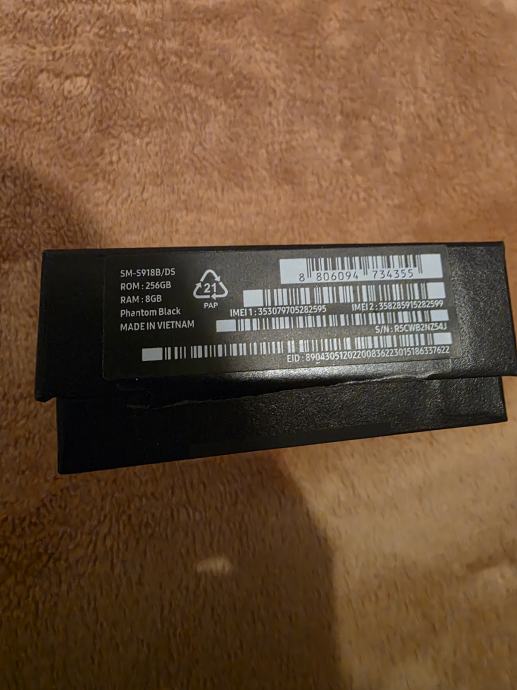 SM-S918B/DS
ROM : 256GB
RAM : 8GB
Phantom Black
MADE IN VIETNAM
21
PAP
8 806094 734355
IMEI 1 : 353079705282595 IMEI 2 : 358285915282599
S/N : R5CWB2NZS4J
EID : 89043051202200836223015186337622